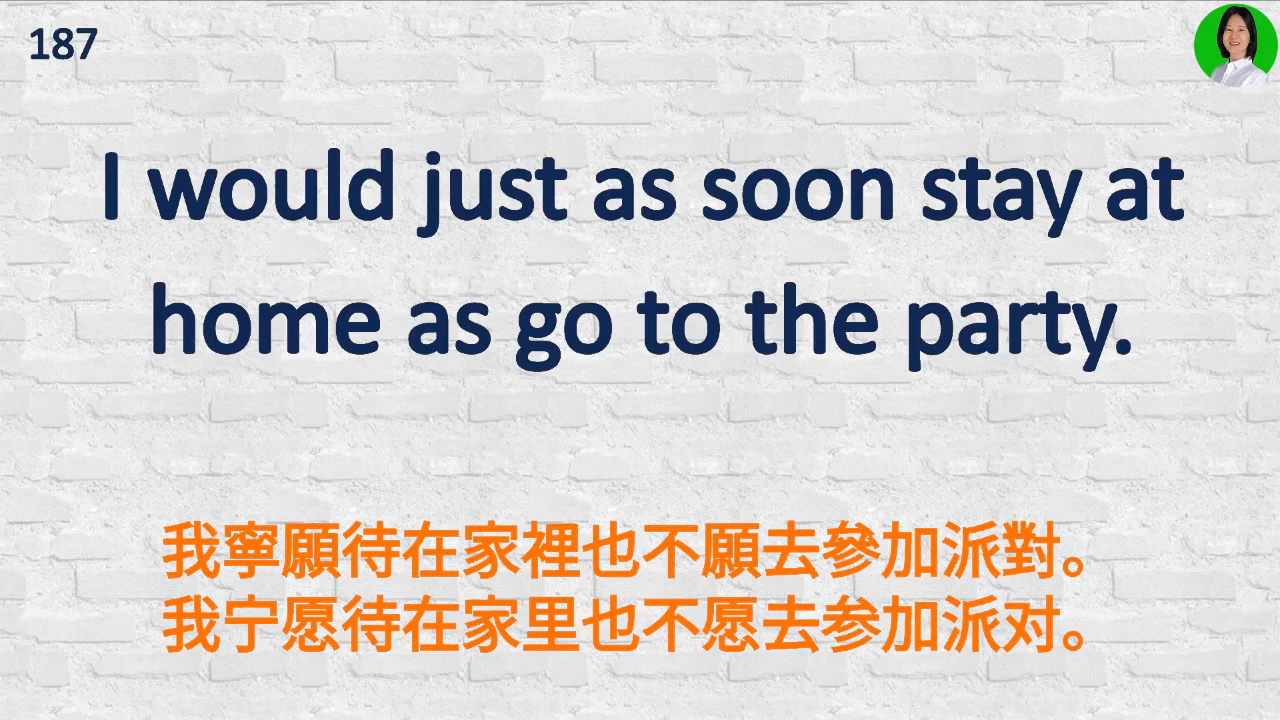 187
I would just as soon stay at
home as go to the party.
我寧願待在家裡也不願去參加派對。
我宁愿待在家里也不愿去参加派对。